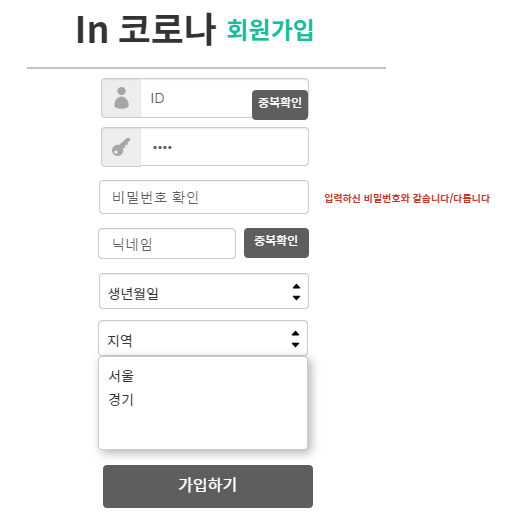 In 코로나 회원가입
ID 중복확인
••••
비밀번호 확인 입력하신 비밀번호와 같습니다/다릅니다
닉네임 중복확인
생년월일
지역
서울
경기
가입하기